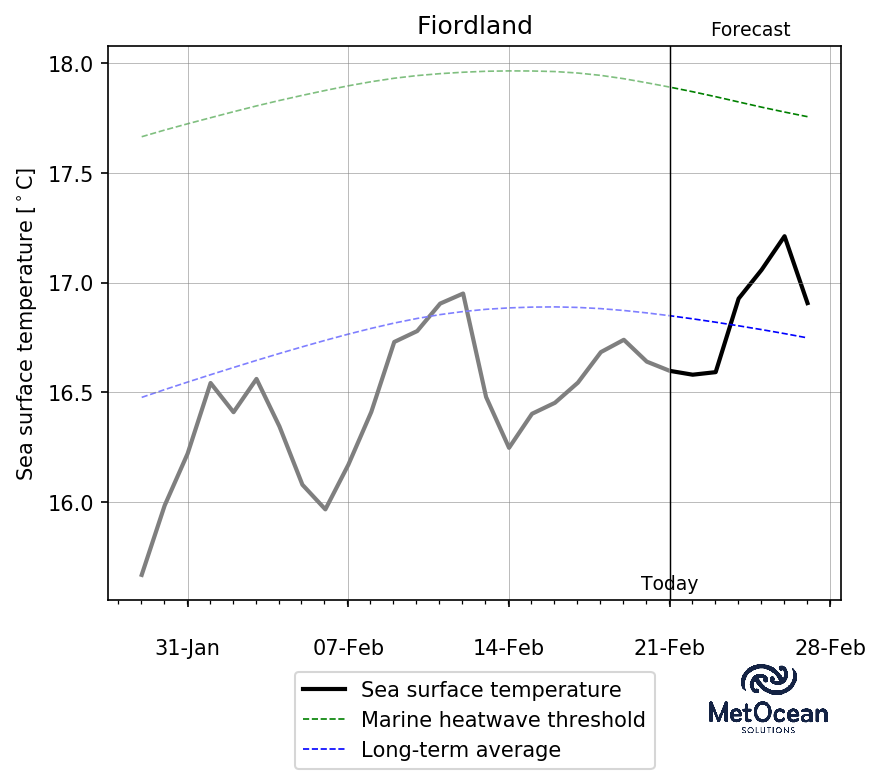 Fiordland
Forecast
18.0
17.5
17.0
16.5
16.0
Sea surface temperature [°C]
Today
31-Jan
07-Feb
14-Feb
21-Feb
28-Feb
Sea surface temperature
Marine heatwave threshold
Long-term average
MetOcean
SOLUTIONS